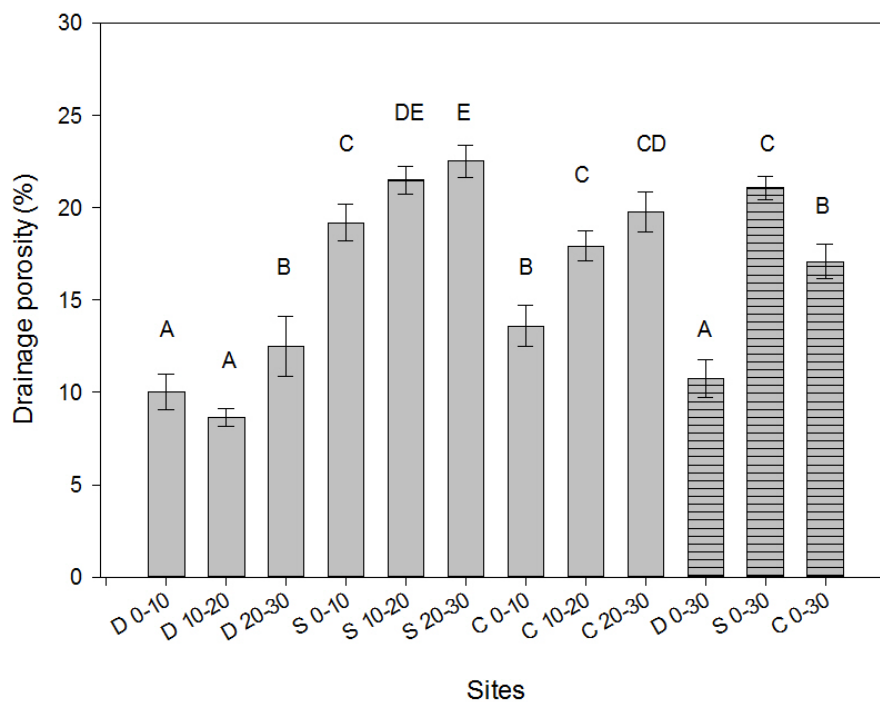 30
25
20
15
10
5
0
Drainage porosity (%)
A
A
B
C
DE
E
B
C
CD
A
C
B
D 0-10
D 10-20
D 20-30
S 0-10
S 10-20
S 20-30
C 0-10
C 10-20
C 20-30
D 0-30
S 0-30
C 0-30
Sites